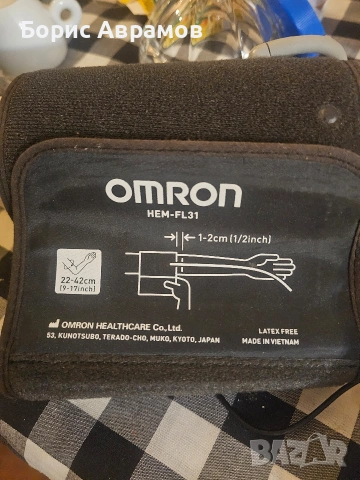 Борис Аврамов
OMRON
HEM-FL31
1-2cm (1/2inch)
22-42cm
(9-17inch)
OMRON HEALTHCARE Co.,Ltd.
53, KUNOTSUBO, TERADO-CHO, MUKO, KYOTO, JAPAN
LATEX FREE
MADE IN VIETNAM
BAZAR